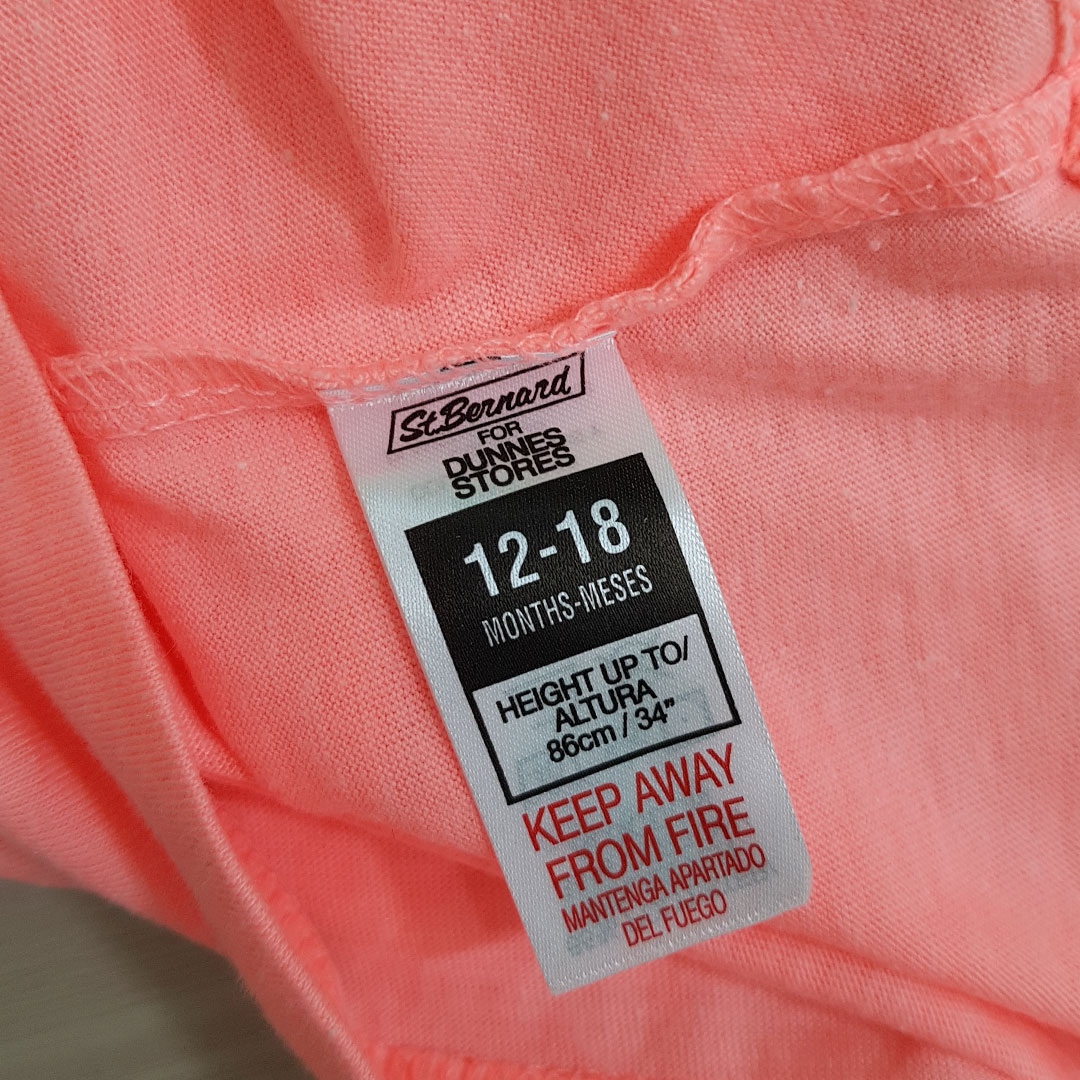 St.Bernard
FOR
DUNNES
STORES
12-18
MONTHS-MESES
HEIGHT UP TO/
ALTURA
86cm / 34"
KEEP AWAY
FROM FIRE
MANTENGA APARTADO
DEL FUEGO